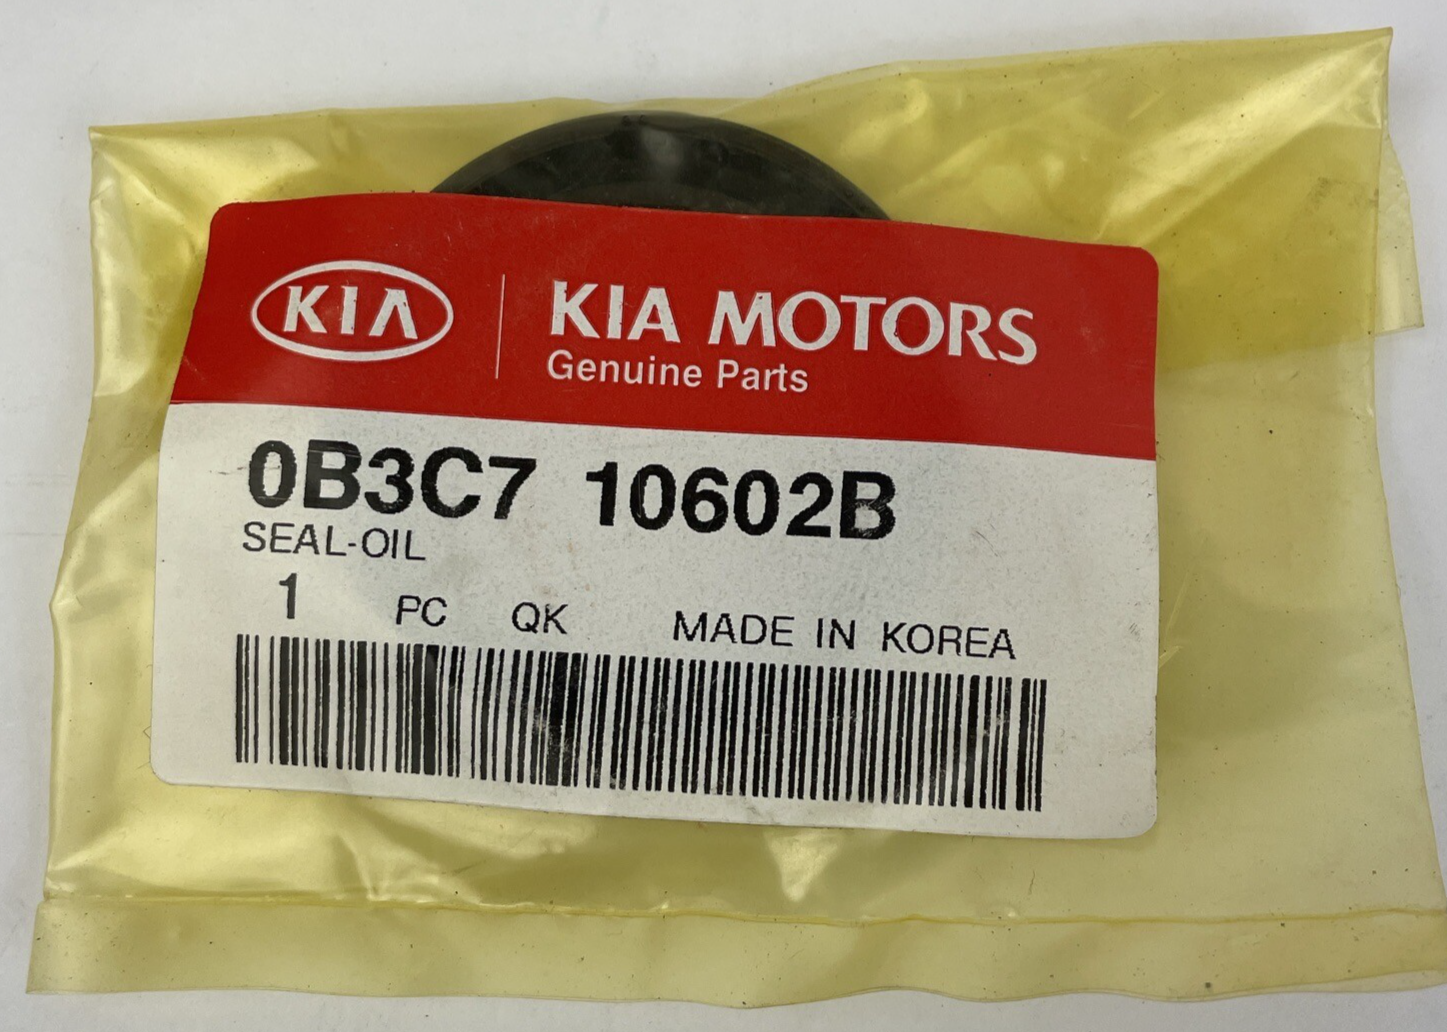 KIA
KIA MOTORS
Genuine Parts
0B3C7 10602B
SEAL-OIL
1 PC QK MADE IN KOREA